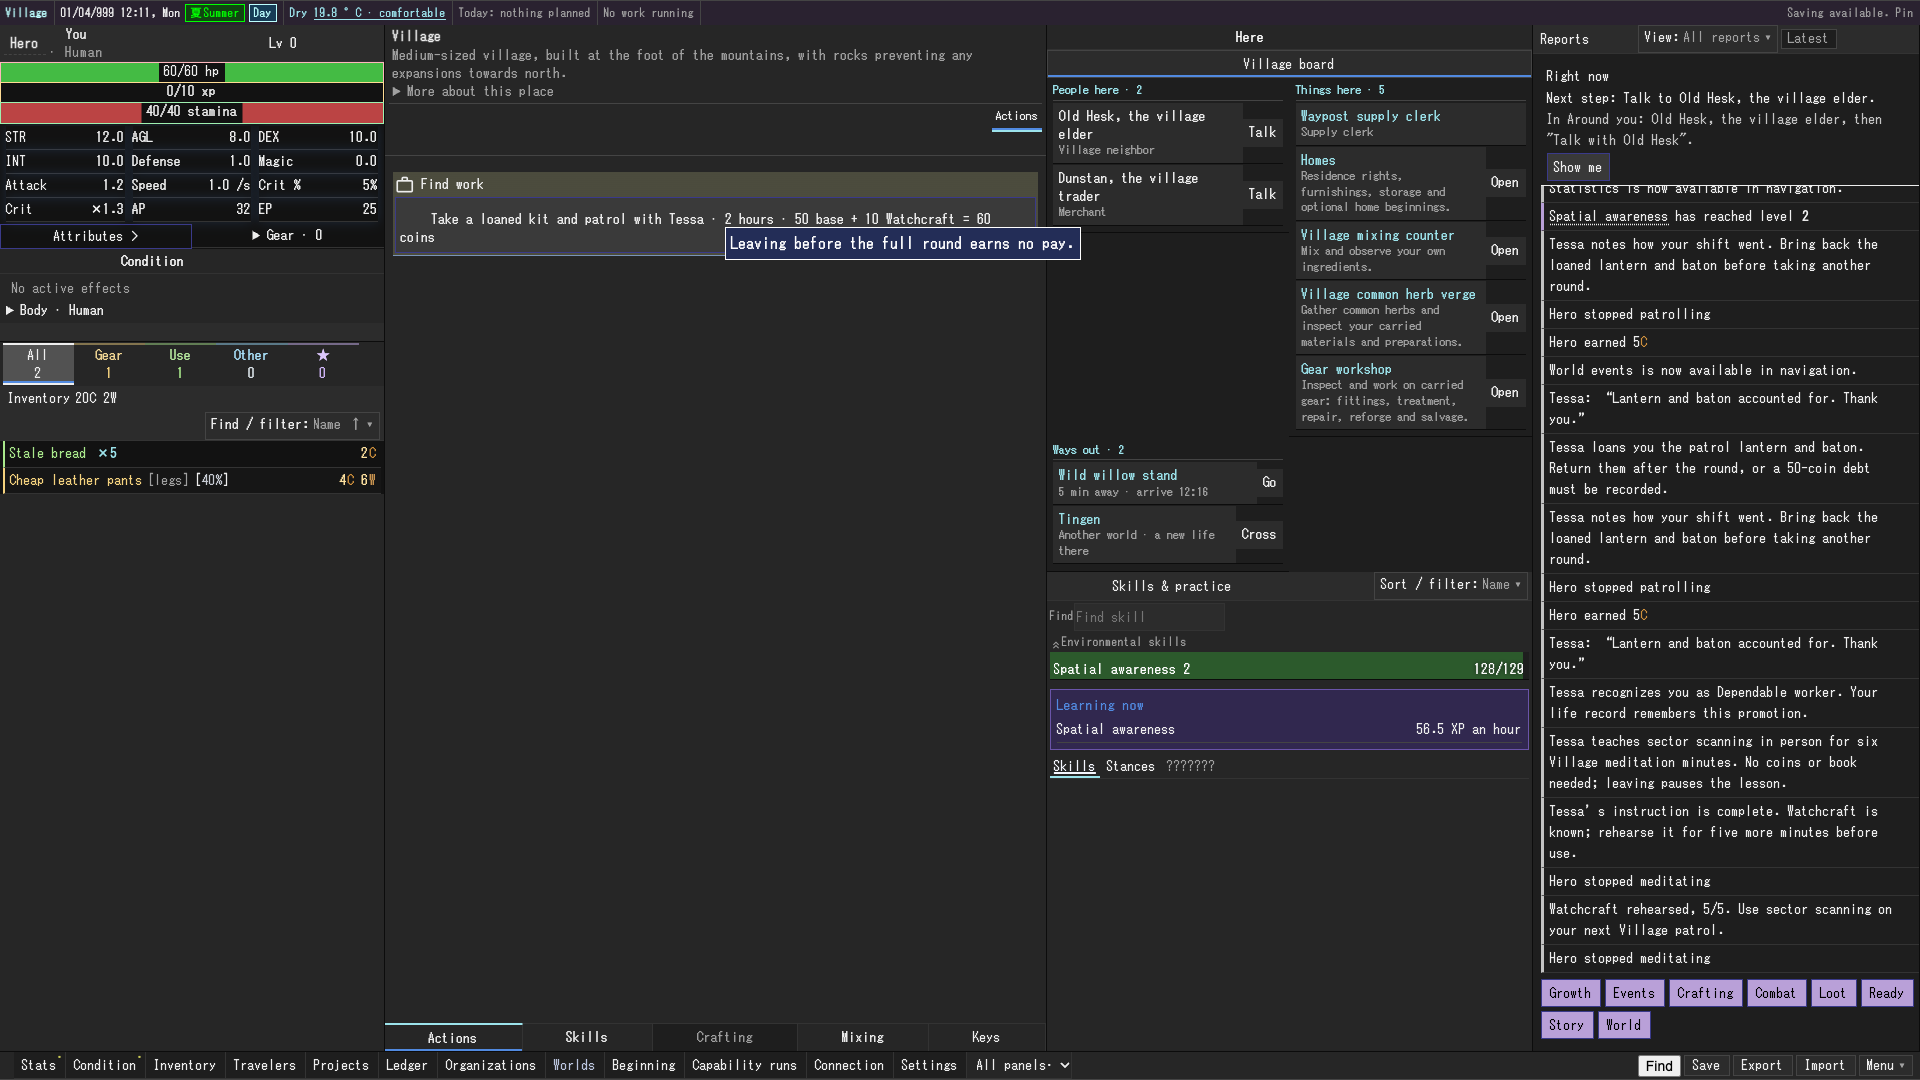 Village 01/04/999 12:11, Mon 夏Summer Day Dry 19.8 ° C · comfortable Today: nothing planned No work running Saving available. Pin
Hero · You Human Lv 0
60/60 hp
0/10 xp
40/40 stamina
STR 12.0 AGL 8.0 DEX 10.0
INT 10.0 Defense 1.0 Magic 0.0
Attack 1.2 Speed 1.0 /s Crit % 5%
Crit ×1.3 AP 32 EP 25
Attributes > ▶ Gear · 0
Condition
No active effects
▶ Body · Human
All 2 Gear 1 Use 1 Other 0 ★ 0
Inventory 20C 2W
Find / filter: Name ↑ ▾
Stale bread ×5 2C
Cheap leather pants [legs] [40%] 4C 6W
Village
Medium-sized village, built at the foot of the mountains, with rocks preventing any
expansions towards north.
▶ More about this place
Actions
Find work
Take a loaned kit and patrol with Tessa · 2 hours · 50 base + 10 Watchcraft = 60
coins
Leaving before the full round earns no pay.
Actions Skills Crafting Mixing Keys
Here
Village board
People here · 2
Old Hesk, the village
elder
Village neighbor
Talk
Dunstan, the village
trader
Merchant
Talk
Things here · 5
Waypost supply clerk
Supply clerk
Homes
Residence rights,
furnishings, storage and
optional home beginnings.
Open
Village mixing counter
Mix and observe your own
ingredients.
Open
Village common herb verge
Gather common herbs and
inspect your carried
materials and preparations.
Open
Gear workshop
Inspect and work on carried
gear: fittings, treatment,
repair, reforge and salvage.
Open
Ways out · 2
Wild willow stand
5 min away · arrive 12:16
Go
Tingen
Another world · a new life
there
Cross
Skills & practice Sort / filter: Name ▾
Find Find skill
Environmental skills
Spatial awareness 2 128/129
Learning now
Spatial awareness 56.5 XP an hour
Skills Stances ???????
Reports View: All reports ▾ Latest
Right now
Next step: Talk to Old Hesk, the village elder.
In Around you: Old Hesk, the village elder, then
"Talk with Old Hesk".
Show me
Statistics is now available in navigation.
Spatial awareness has reached level 2
Tessa notes how your shift went. Bring back the
loaned lantern and baton before taking another
round.
Hero stopped patrolling
Hero earned 5C
World events is now available in navigation.
Tessa: “Lantern and baton accounted for. Thank
you.”
Tessa loans you the patrol lantern and baton.
Return them after the round, or a 50-coin debt
must be recorded.
Tessa notes how your shift went. Bring back the
loaned lantern and baton before taking another
round.
Hero stopped patrolling
Hero earned 5C
Tessa: “Lantern and baton accounted for. Thank
you.”
Tessa recognizes you as Dependable worker. Your
life record remembers this promotion.
Tessa teaches sector scanning in person for six
Village meditation minutes. No coins or book
needed; leaving pauses the lesson.
Tessa’s instruction is complete. Watchcraft is
known; rehearse it for five more minutes before
use.
Hero stopped meditating
Watchcraft rehearsed, 5/5. Use sector scanning on
your next Village patrol.
Hero stopped meditating
Growth Events Crafting Combat Loot Ready
Story World
Stats Condition Inventory Travelers Projects Ledger Organizations Worlds Beginning Capability runs Connection Settings All panels· Find Save Export Import Menu ▾